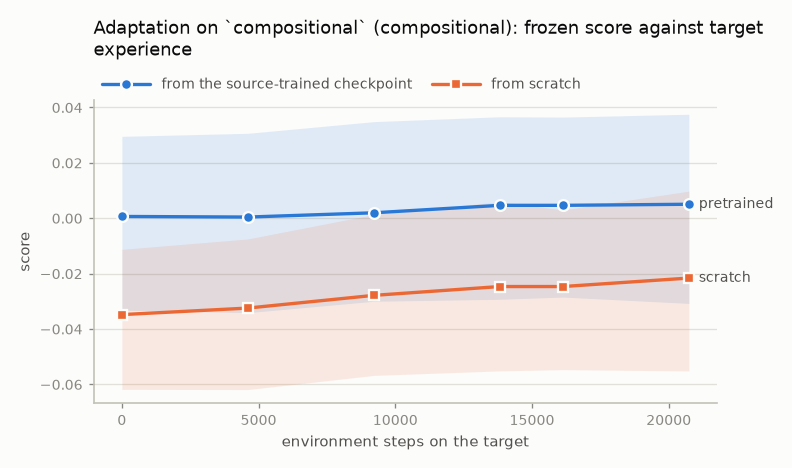 Adaptation on `compositional` (compositional): frozen score against target
experience
from the source-trained checkpoint
from scratch
0.04
0.02
0.00
−0.02
−0.04
−0.06
score
pretrained
scratch
0
5000
10000
15000
20000
environment steps on the target